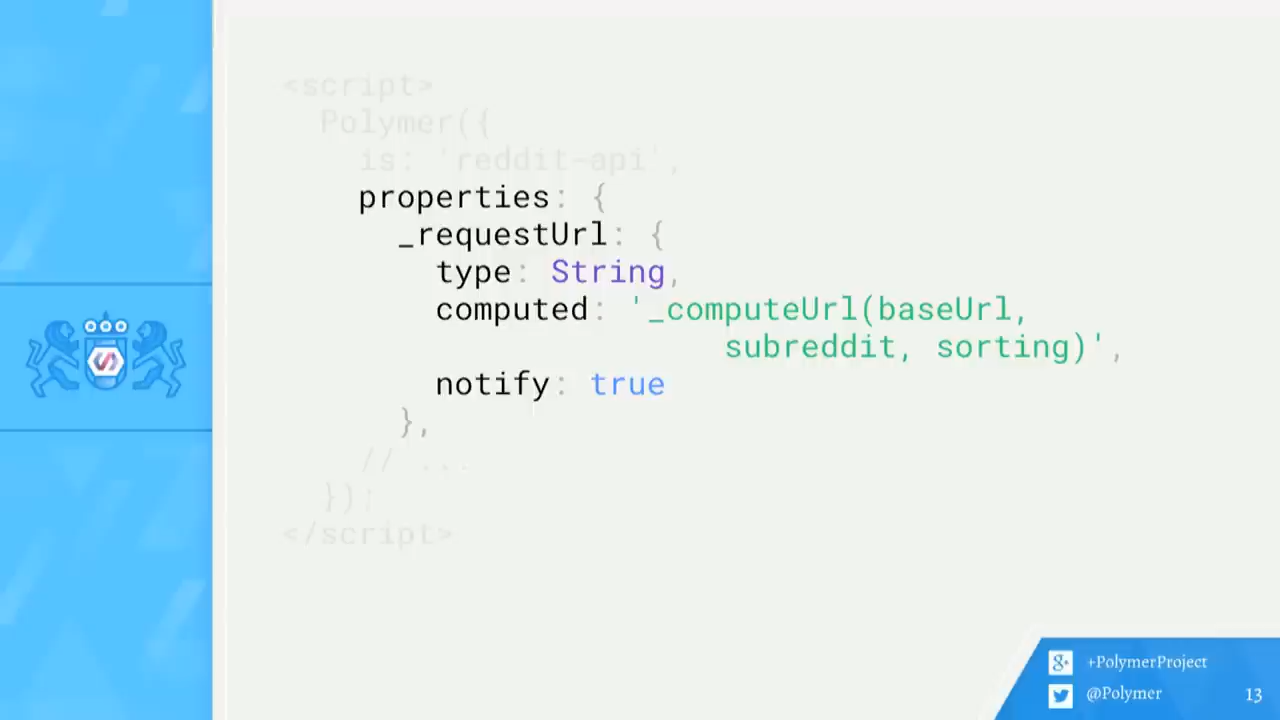 <script>
Polymer({
is: 'reddit-api',
properties: {
_requestUrl: {
type: String,
computed: '_computeUrl(baseUrl,
subreddit, sorting)',
notify: true
},
// ...
});
</script>
+PolymerProject
@Polymer
13